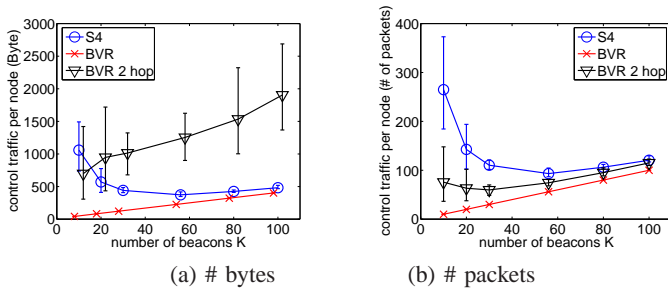 3000
2500
2000
1500
1000
500
0
0 20 40 60 80 100
control traffic per node (Byte)
number of beacons K
S4
BVR
BVR 2 hop
(a) # bytes
400
300
200
100
0
0 20 40 60 80 100
control traffic per node (# of packets)
number of beacons K
S4
BVR
BVR 2 hop
(b) # packets